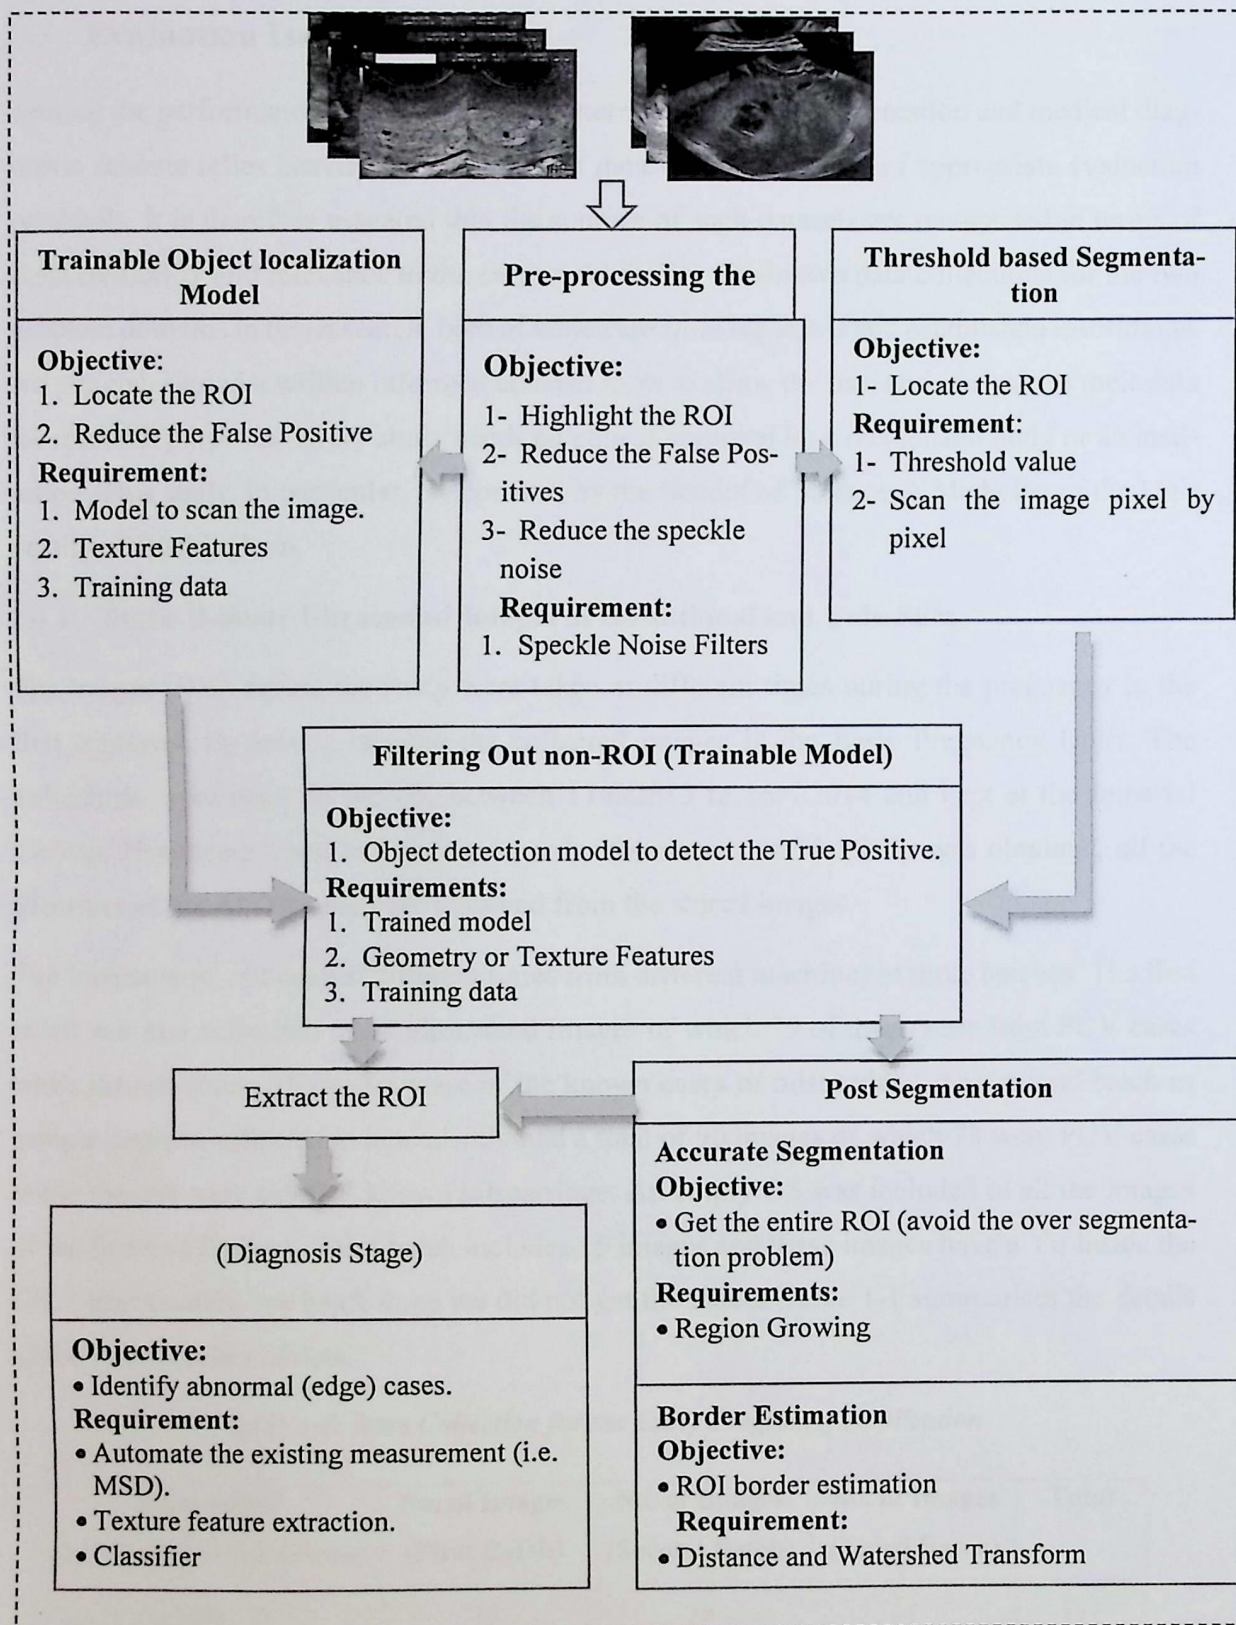 Trainable Object localization
Model
Objective:
1. Locate the ROI
2. Reduce the False Positive
Requirement:
1. Model to scan the image.
2. Texture Features
3. Training data
Pre-processing the
Objective:
1- Highlight the ROI
2- Reduce the False Pos-
itives
3- Reduce the speckle
noise
Requirement:
1. Speckle Noise Filters
Threshold based Segmenta-
tion
Objective:
1- Locate the ROI
Requirement:
1- Threshold value
2- Scan the image pixel by
pixel
Filtering Out non-ROI (Trainable Model)
Objective:
1. Object detection model to detect the True Positive.
Requirements:
1. Trained model
2. Geometry or Texture Features
3. Training data
Extract the ROI
(Diagnosis Stage)
Objective:
• Identify abnormal (edge) cases.
Requirement:
• Automate the existing measurement (i.e.
MSD).
• Texture feature extraction.
• Classifier
Post Segmentation
Accurate Segmentation
Objective:
• Get the entire ROI (avoid the over segmenta-
tion problem)
Requirements:
• Region Growing
Border Estimation
Objective:
• ROI border estimation
Requirement:
• Distance and Watershed Transform